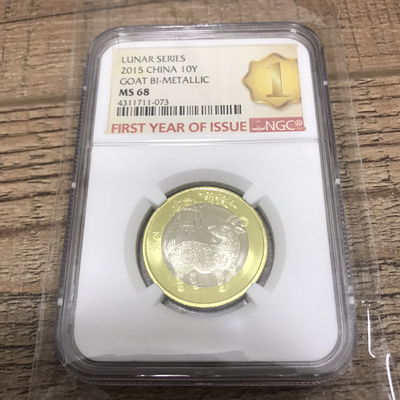 LUNAR SERIES
2015 CHINA 10Y
GOAT BI-METALLIC
MS 68
4311711-073
1
FIRST YEAR OF ISSUE NGC®